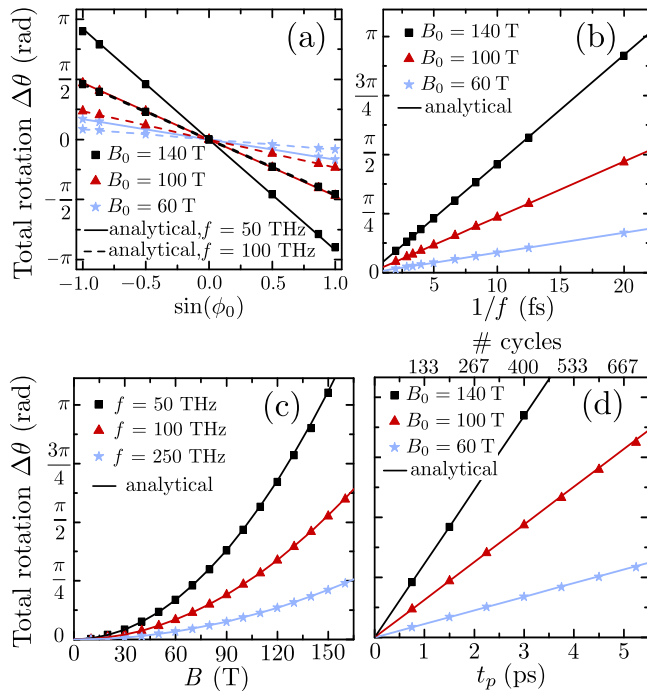 Total rotation Δθ (rad)
π
π/2
0
−π/2
−π
(a)
B₀ = 140 T
B₀ = 100 T
B₀ = 60 T
analytical, f = 50 THz
analytical, f = 100 THz
−1.0 −0.5 0.0 0.5 1.0
sin(ϕ₀)
(b)
B₀ = 140 T
B₀ = 100 T
B₀ = 60 T
analytical
3π/4
π/2
π/4
0
5 10 15 20
1/f (fs)
Total rotation Δθ (rad)
π
3π/4
π/2
π/4
0
(c)
f = 50 THz
f = 100 THz
f = 250 THz
analytical
0 30 60 90 120 150
B (T)
# cycles
133 267 400 533 667
(d)
B₀ = 140 T
B₀ = 100 T
B₀ = 60 T
analytical
0 1 2 3 4 5
tₚ (ps)